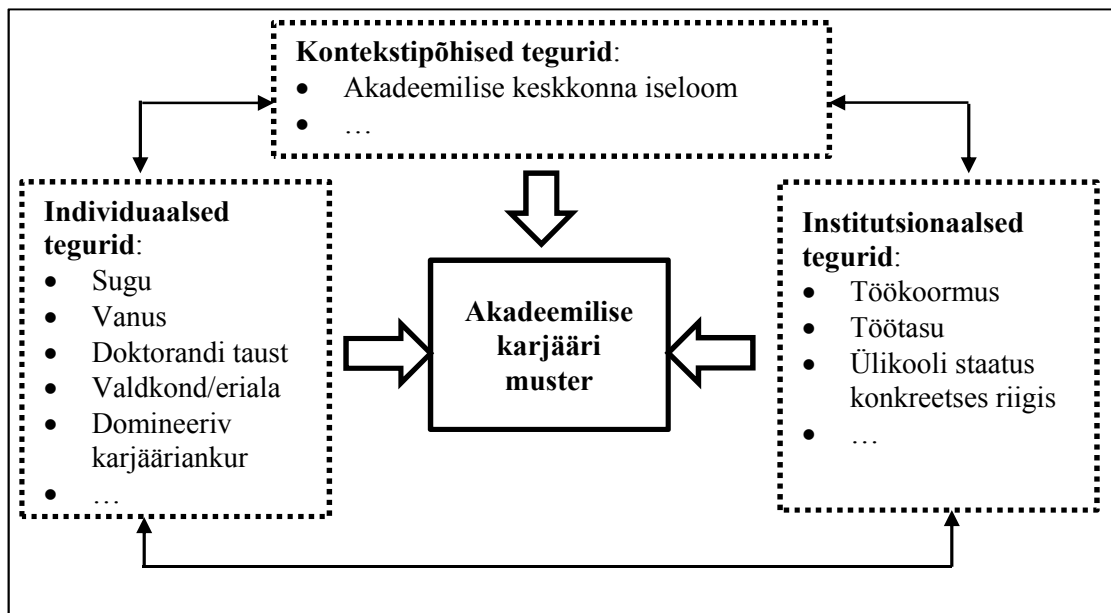 Kontekstipõhised tegurid:
• Akadeemilise keskkonna iseloom
• …
Individuaalsed
tegurid:
• Sugu
• Vanus
• Doktorandi taust
• Valdkond/eriala
• Domineeriv
karjääriankur
• …
Akadeemilise
karjääri
muster
Institutsionaalsed
tegurid:
• Töökoormus
• Töötasu
• Ülikooli staatus
konkreetses riigis
• …